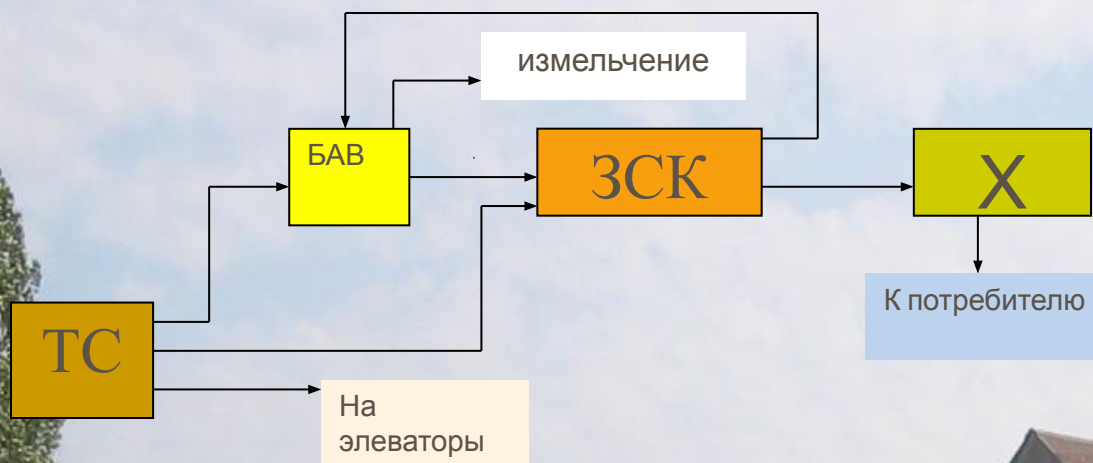 измельчение
БАВ
ЗСК
Х
К потребителю
ТС
На
элеваторы